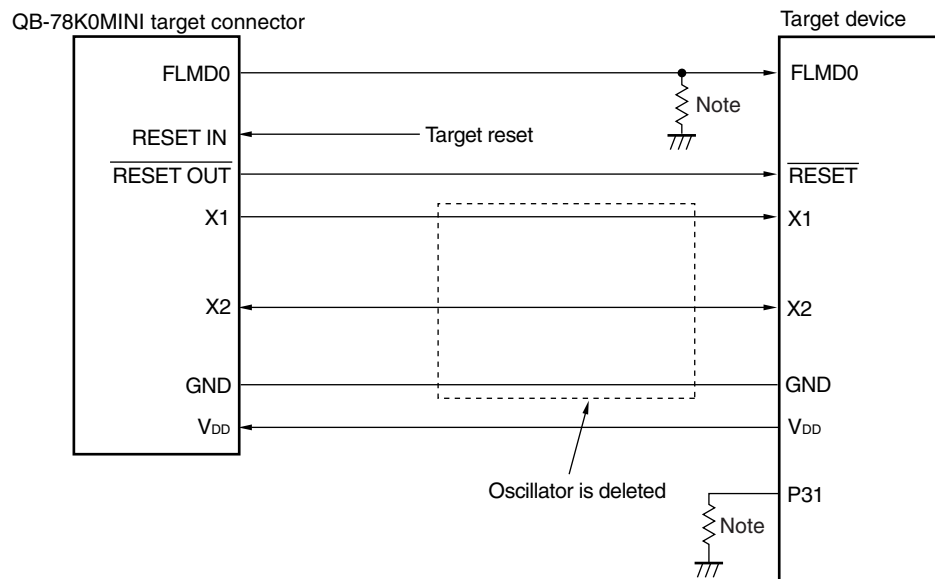 QB-78K0MINI target connector
Target device
FLMD0
FLMD0
Note
RESET IN
Target reset
RESET OUT
RESET
X1
X1
X2
X2
GND
GND
VDD
VDD
Oscillator is deleted
P31
Note